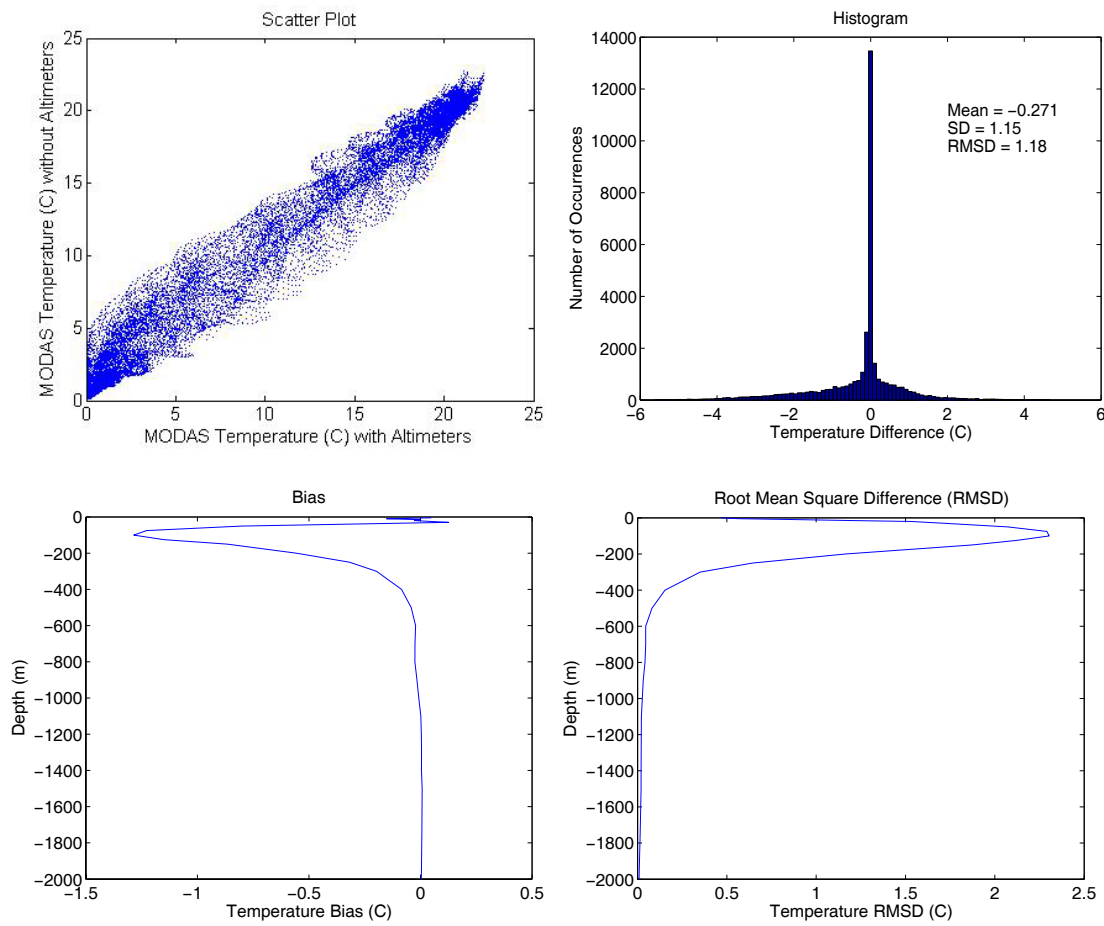 Scatter Plot
25
20
15
10
5
0
0 5 10 15 20 25
MODAS Temperature (C) without Altimeters
MODAS Temperature (C) with Altimeters
Histogram
14000
12000
10000
8000
6000
4000
2000
0
−6 −4 −2 0 2 4 6
Number of Occurrences
Temperature Difference (C)
Mean = −0.271
SD = 1.15
RMSD = 1.18
Bias
0
−200
−400
−600
−800
−1000
−1200
−1400
−1600
−1800
−2000
−1.5 −1 −0.5 0 0.5
Depth (m)
Temperature Bias (C)
Root Mean Square Difference (RMSD)
0
−200
−400
−600
−800
−1000
−1200
−1400
−1600
−1800
−2000
0 0.5 1 1.5 2 2.5
Depth (m)
Temperature RMSD (C)